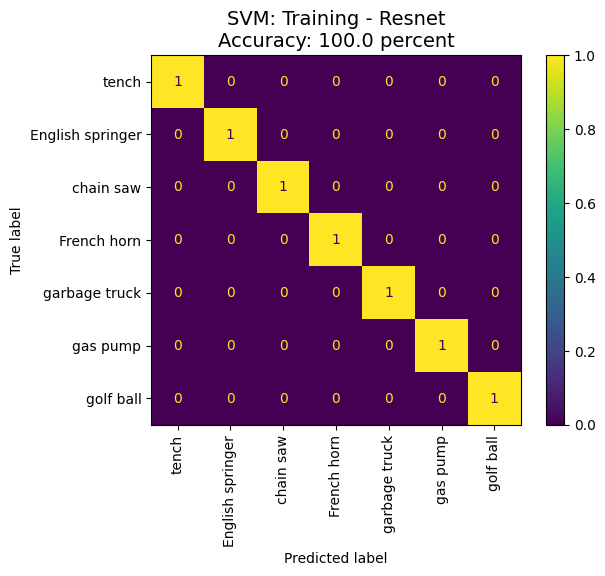 SVM: Training - Resnet
Accuracy: 100.0 percent
True label
tench 1 0 0 0 0 0 0
English springer 0 1 0 0 0 0 0
chain saw 0 0 1 0 0 0 0
French horn 0 0 0 1 0 0 0
garbage truck 0 0 0 0 1 0 0
gas pump 0 0 0 0 0 1 0
golf ball 0 0 0 0 0 0 1
tench English springer chain saw French horn garbage truck gas pump golf ball
Predicted label
1.0
0.8
0.6
0.4
0.2
0.0